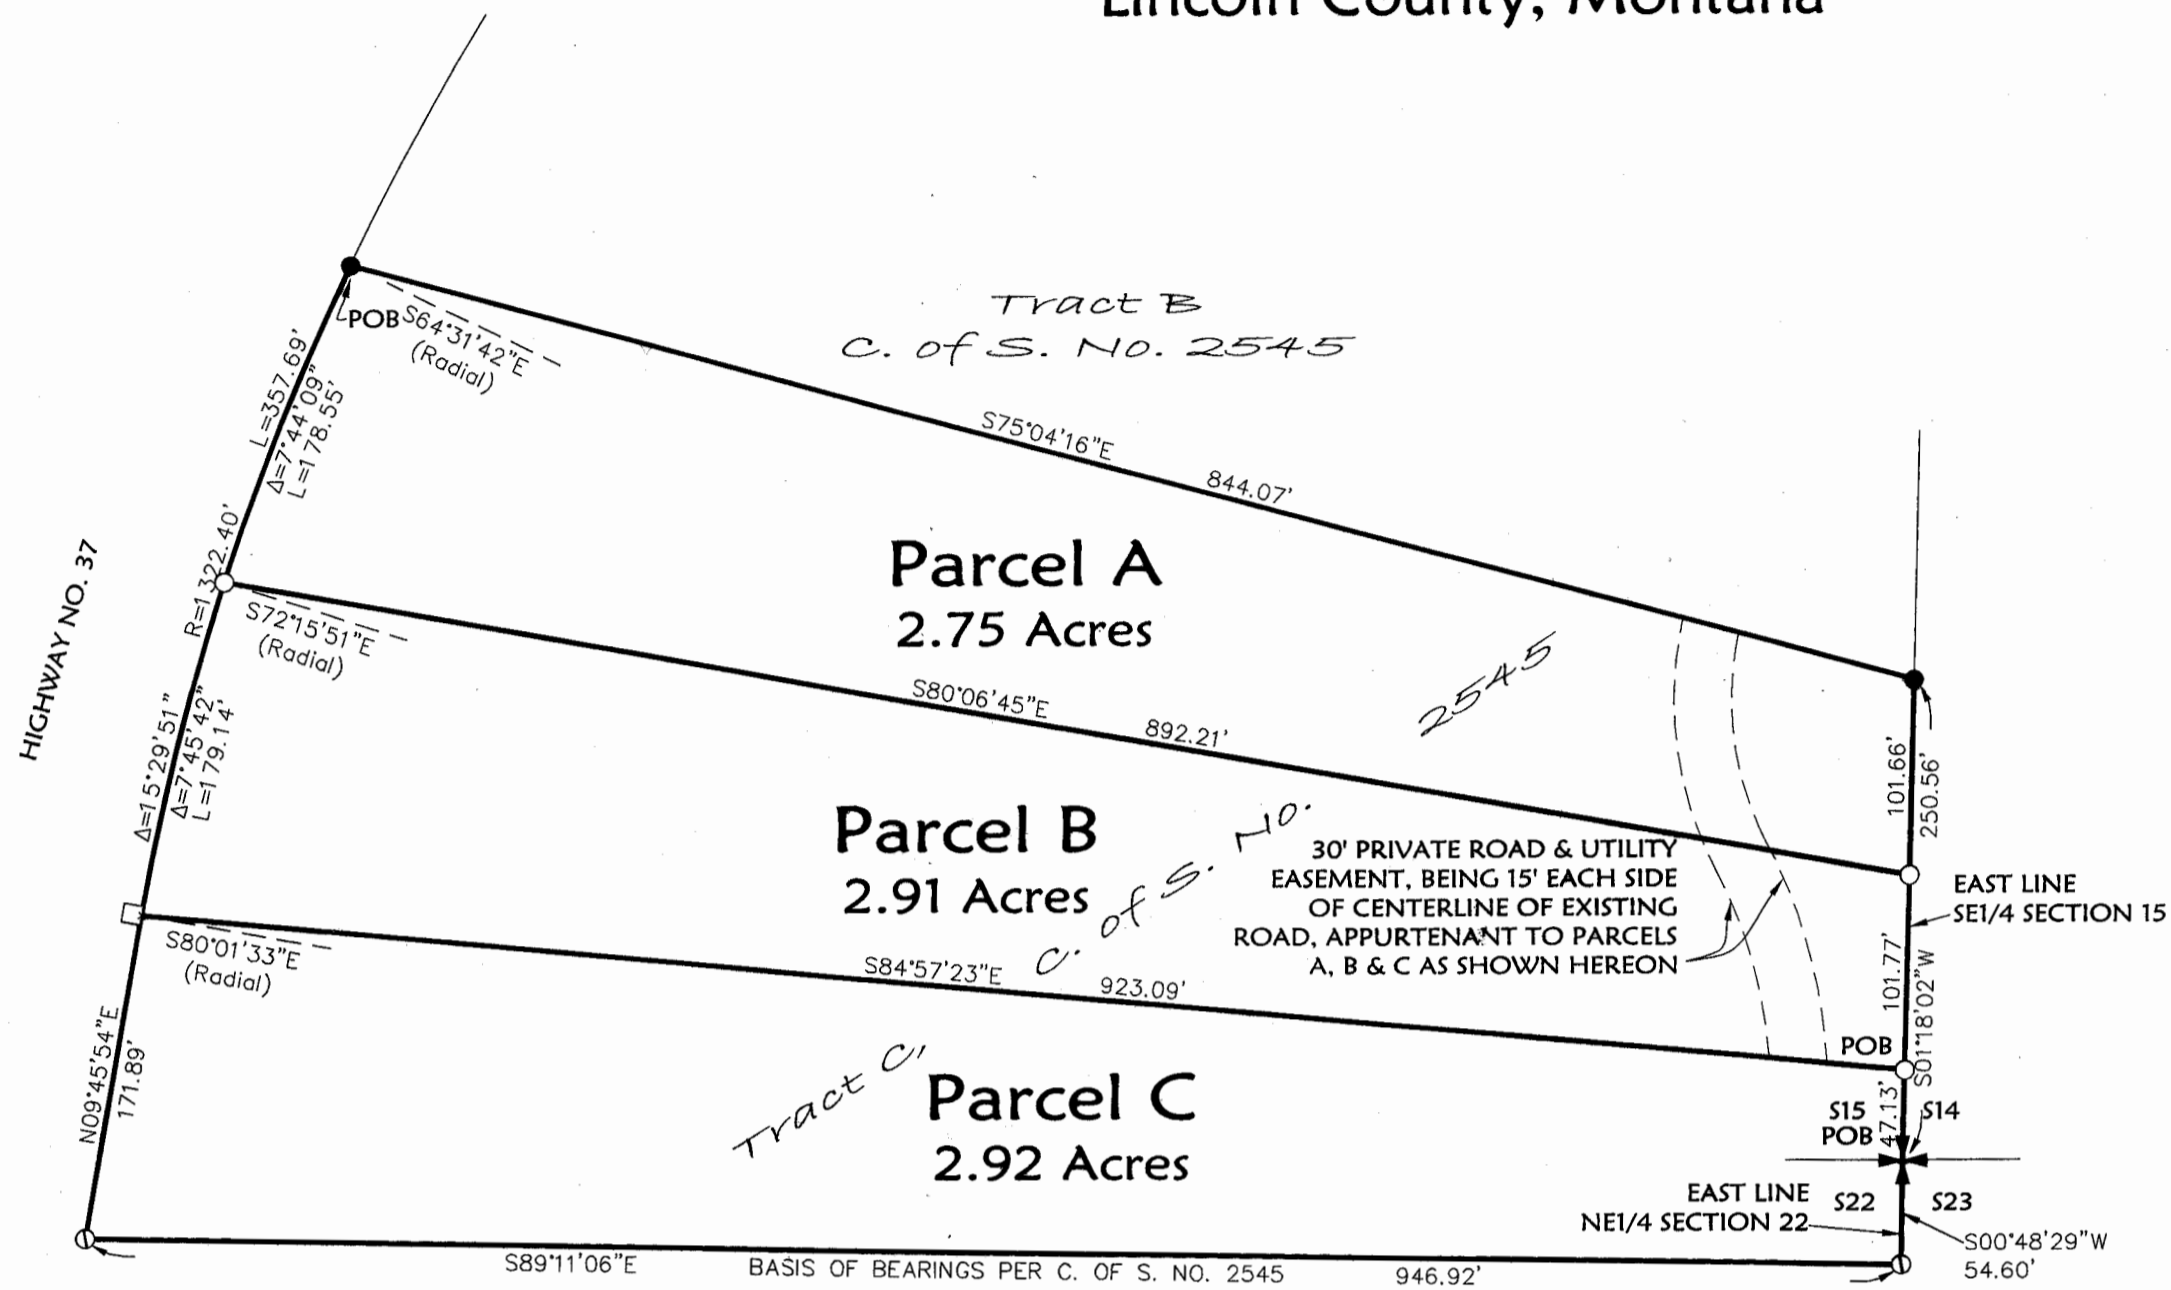 Lincoln County, Montana
Tract B
C. of S. No. 2545
POB
S64°31'42"E
(Radial)
L=357.69'
Δ=7°44'09"
L=178.55'
S75°04'16"E
844.07'
R=1322.40'
HIGHWAY NO. 37
Parcel A
2.75 Acres
S72°15'51"E
(Radial)
S80°06'45"E
892.21'
2545
101.66'
250.56'
Δ=15°29'51"
Δ=7°45'42"
L=179.14'
Parcel B
2.91 Acres
C. of S. No.
30' PRIVATE ROAD & UTILITY
EASEMENT, BEING 15' EACH SIDE
OF CENTERLINE OF EXISTING
ROAD, APPURTENANT TO PARCELS
A, B & C AS SHOWN HEREON
EAST LINE
SE1/4 SECTION 15
101.77'
S01°18'02"W
S80°01'33"E
(Radial)
S84°57'23"E
923.09'
POB
N09°45'54"E
171.89'
Tract C,
Parcel C
2.92 Acres
47.13'
S15
S14
POB
EAST LINE
NE1/4 SECTION 22
S22
S23
S00°48'29"W
54.60'
S89°11'06"E
BASIS OF BEARINGS PER C. OF S. NO. 2545
946.92'